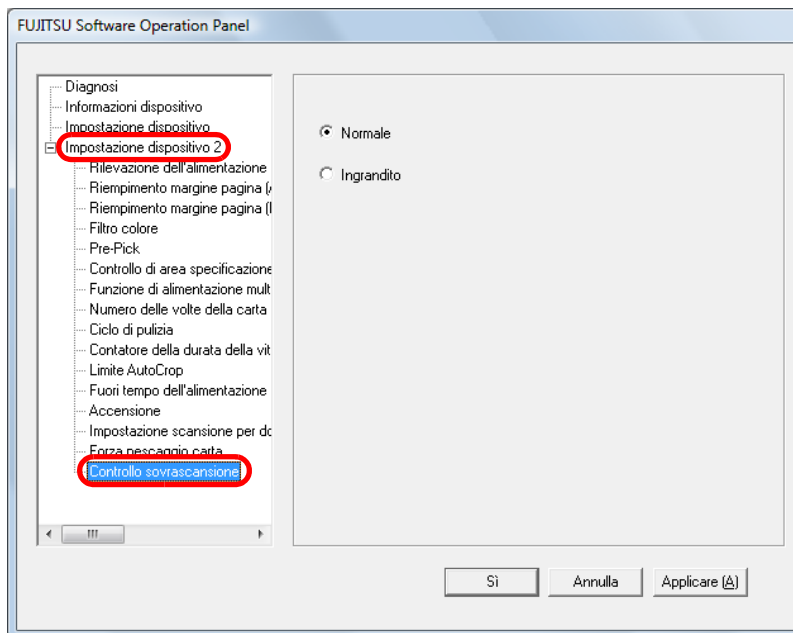 FUJITSU Software Operation Panel
Diagnosi
Informazioni dispositivo
Impostazione dispositivo
Impostazione dispositivo 2
Rilevazione dell'alimentazione
Riempimento margine pagina (
Riempimento margine pagina (
Filtro colore
Pre-Pick
Controllo di area specificazione
Funzione di alimentazione mult
Numero delle volte della carta
Ciclo di pulizia
Contatore della durata della vit
Limite AutoCrop
Fuori tempo dell'alimentazione
Accensione
Impostazione scansione per do
Forza pescaggio carta
Controllo sovrascansione
Normale
Ingrandito
Sì
Annulla
Applicare (A)